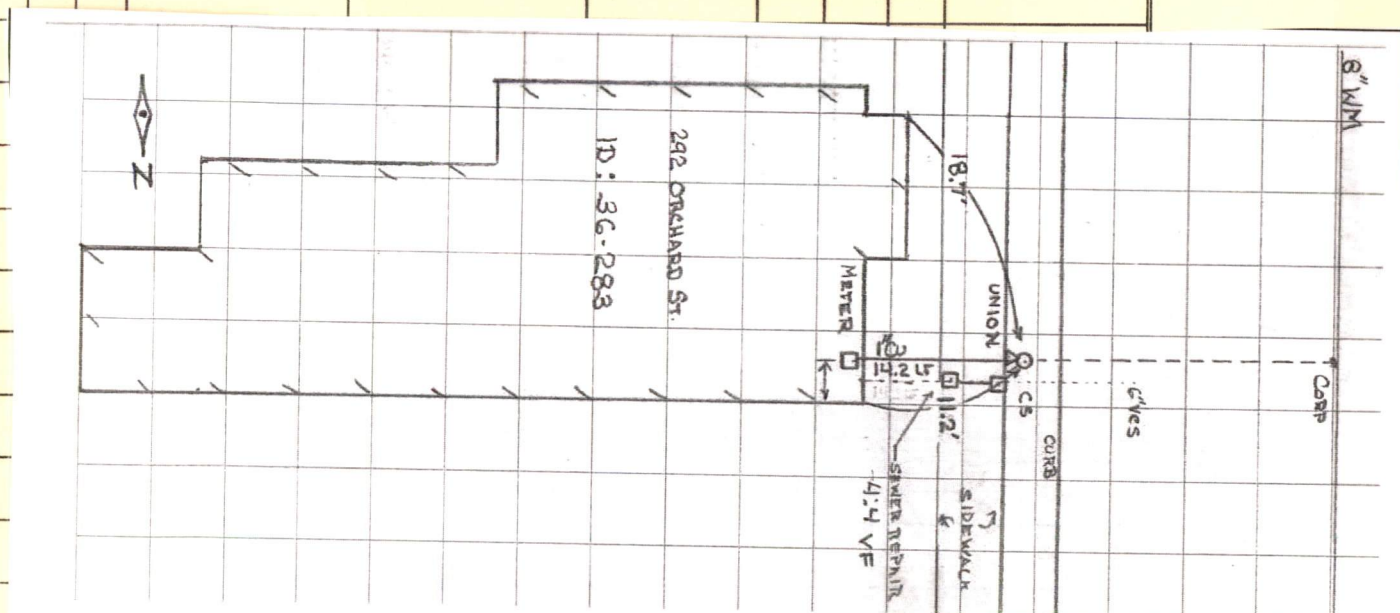 8" WM
CORP
6"VCS
CURB
CS
UNION
18.7'
METER
14.2 LF
11.2'
SIDEWALK
SEWER REPAIR
4.4 VF
292 ORCHARD ST.
ID: 36-283
N